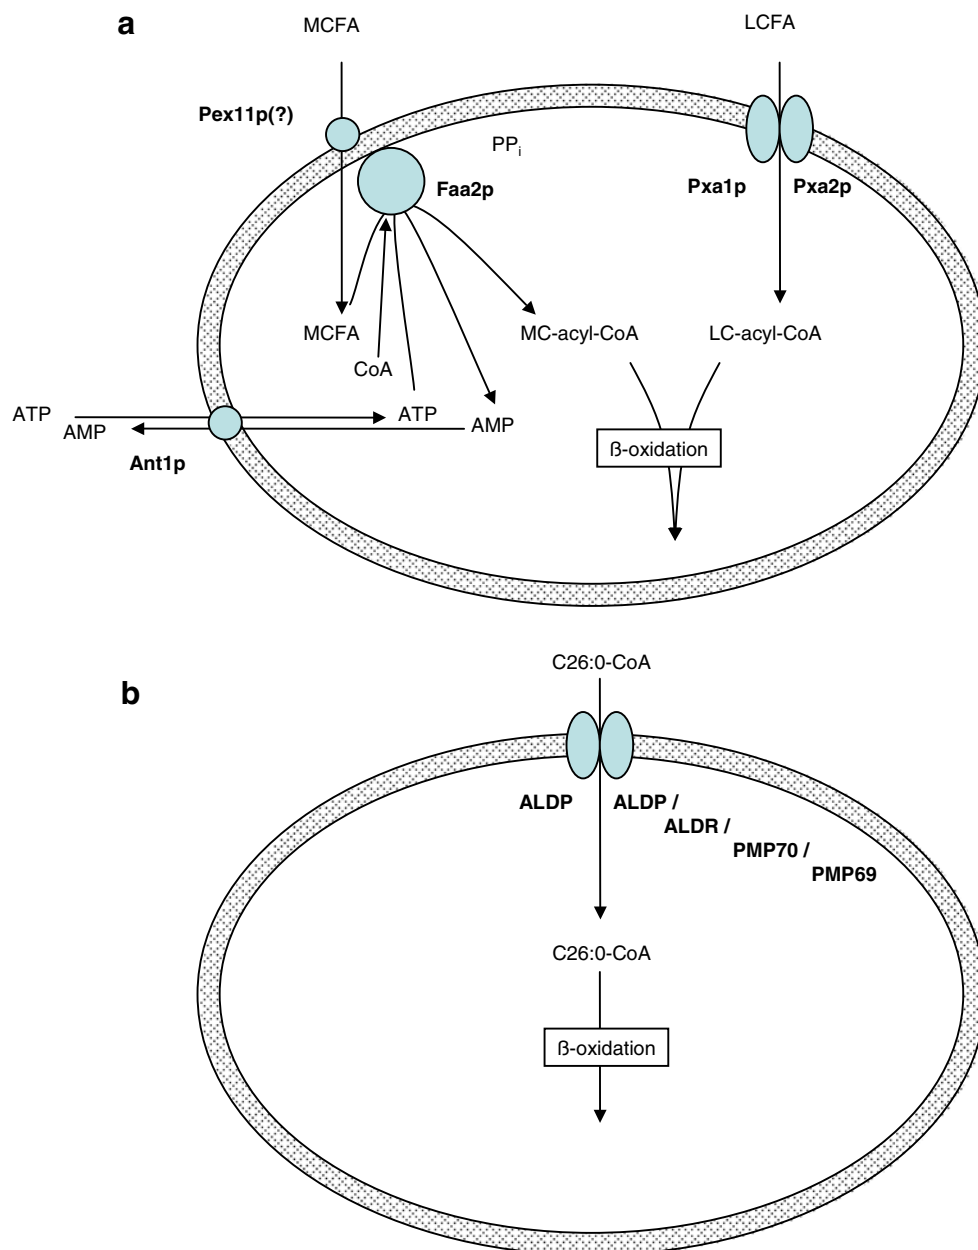 a
MCFA
LCFA
Pex11p(?)
PPi
Faa2p
Pxa1p
Pxa2p
MCFA
MC-acyl-CoA
LC-acyl-CoA
CoA
ATP
ATP
AMP
AMP
Ant1p
ß-oxidation
b
C26:0-CoA
ALDP
ALDP /
ALDR /
PMP70 /
PMP69
C26:0-CoA
ß-oxidation